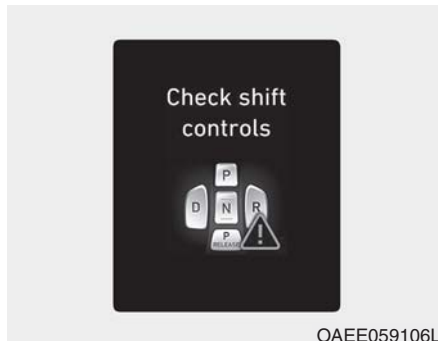 Check shift
controls
P
D N R
P
RELEASE
OAEE059106L